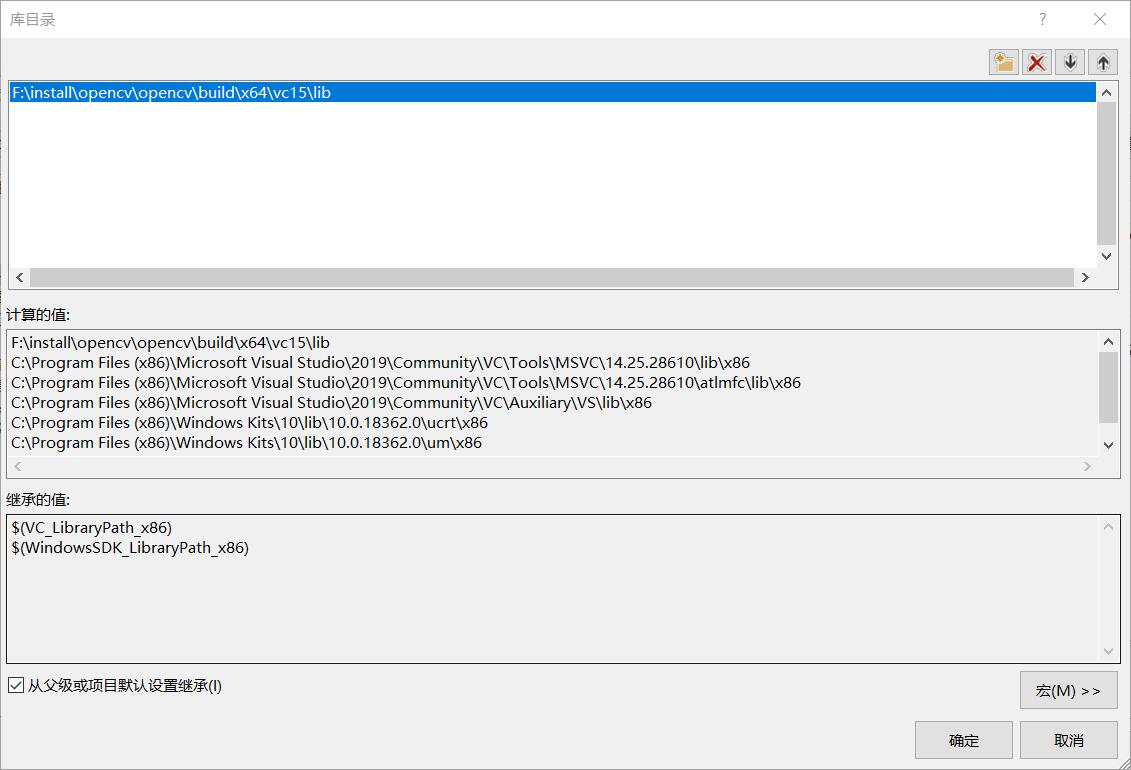 库目录
?
F:\install\opencv\opencv\build\x64\vc15\lib
计算的值:
F:\install\opencv\opencv\build\x64\vc15\lib
C:\Program Files (x86)\Microsoft Visual Studio\2019\Community\VC\Tools\MSVC\14.25.28610\lib\x86
C:\Program Files (x86)\Microsoft Visual Studio\2019\Community\VC\Tools\MSVC\14.25.28610\atlmfc\lib\x86
C:\Program Files (x86)\Microsoft Visual Studio\2019\Community\VC\Auxiliary\VS\lib\x86
C:\Program Files (x86)\Windows Kits\10\lib\10.0.18362.0\ucrt\x86
C:\Program Files (x86)\Windows Kits\10\lib\10.0.18362.0\um\x86
继承的值:
$(VC_LibraryPath_x86)
$(WindowsSDK_LibraryPath_x86)
从父级或项目默认设置继承(I)
宏(M) >>
确定
取消